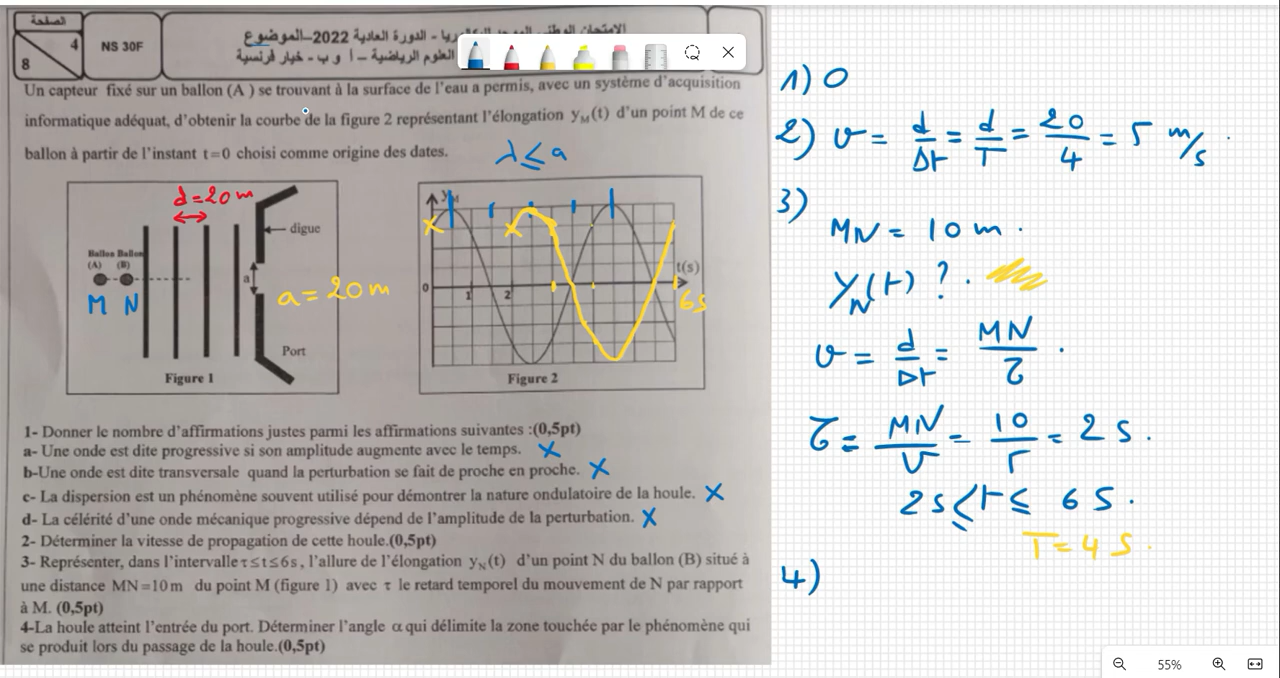 الصفحة
4
8
NS 30F
الامتحان الوطني الموحد للبكالوريا - الدورة العادية 2022–الموضوع
العلوم الرياضية – أ و ب - خيار فرنسية
Un capteur fixé sur un ballon (A ) se trouvant à la surface de l'eau a permis, avec un système d'acquisition
informatique adéquat, d'obtenir la courbe de la figure 2 représentant l'élongation yM(t) d'un point M de ce
ballon à partir de l'instant t=0 choisi comme origine des dates.
λ ≤ a
d=20m
digue
Ballon Ballon
(A) (B)
M N
a
a = 20m
Port
Figure 1
yM
x x
t(s)
0 1 2
6s
Figure 2
1- Donner le nombre d'affirmations justes parmi les affirmations suivantes :(0,5pt)
a- Une onde est dite progressive si son amplitude augmente avec le temps. X
b-Une onde est dite transversale quand la perturbation se fait de proche en proche. X
c- La dispersion est un phénomène souvent utilisé pour démontrer la nature ondulatoire de la houle. X
d- La célérité d'une onde mécanique progressive dépend de l'amplitude de la perturbation. X
2- Déterminer la vitesse de propagation de cette houle.(0,5pt)
3- Représenter, dans l'intervalle τ≤t≤6s, l'allure de l'élongation yN(t) d'un point N du ballon (B) situé à
une distance MN=10m du point M (figure 1) avec τ le retard temporel du mouvement de N par rapport
à M. (0,5pt)
4-La houle atteint l'entrée du port. Déterminer l'angle α qui délimite la zone touchée par le phénomène qui
se produit lors du passage de la houle.(0,5pt)
1) 0
2) v = d/Δt = d/T = 20/4 = 5 m/s.
3)
MN = 10m.
yN(t) ?.
v = d/Δt = MN/τ.
τ = MN/v = 10/5 = 2s.
2s ≤ t ≤ 6s.
T = 4s.
4)
55%